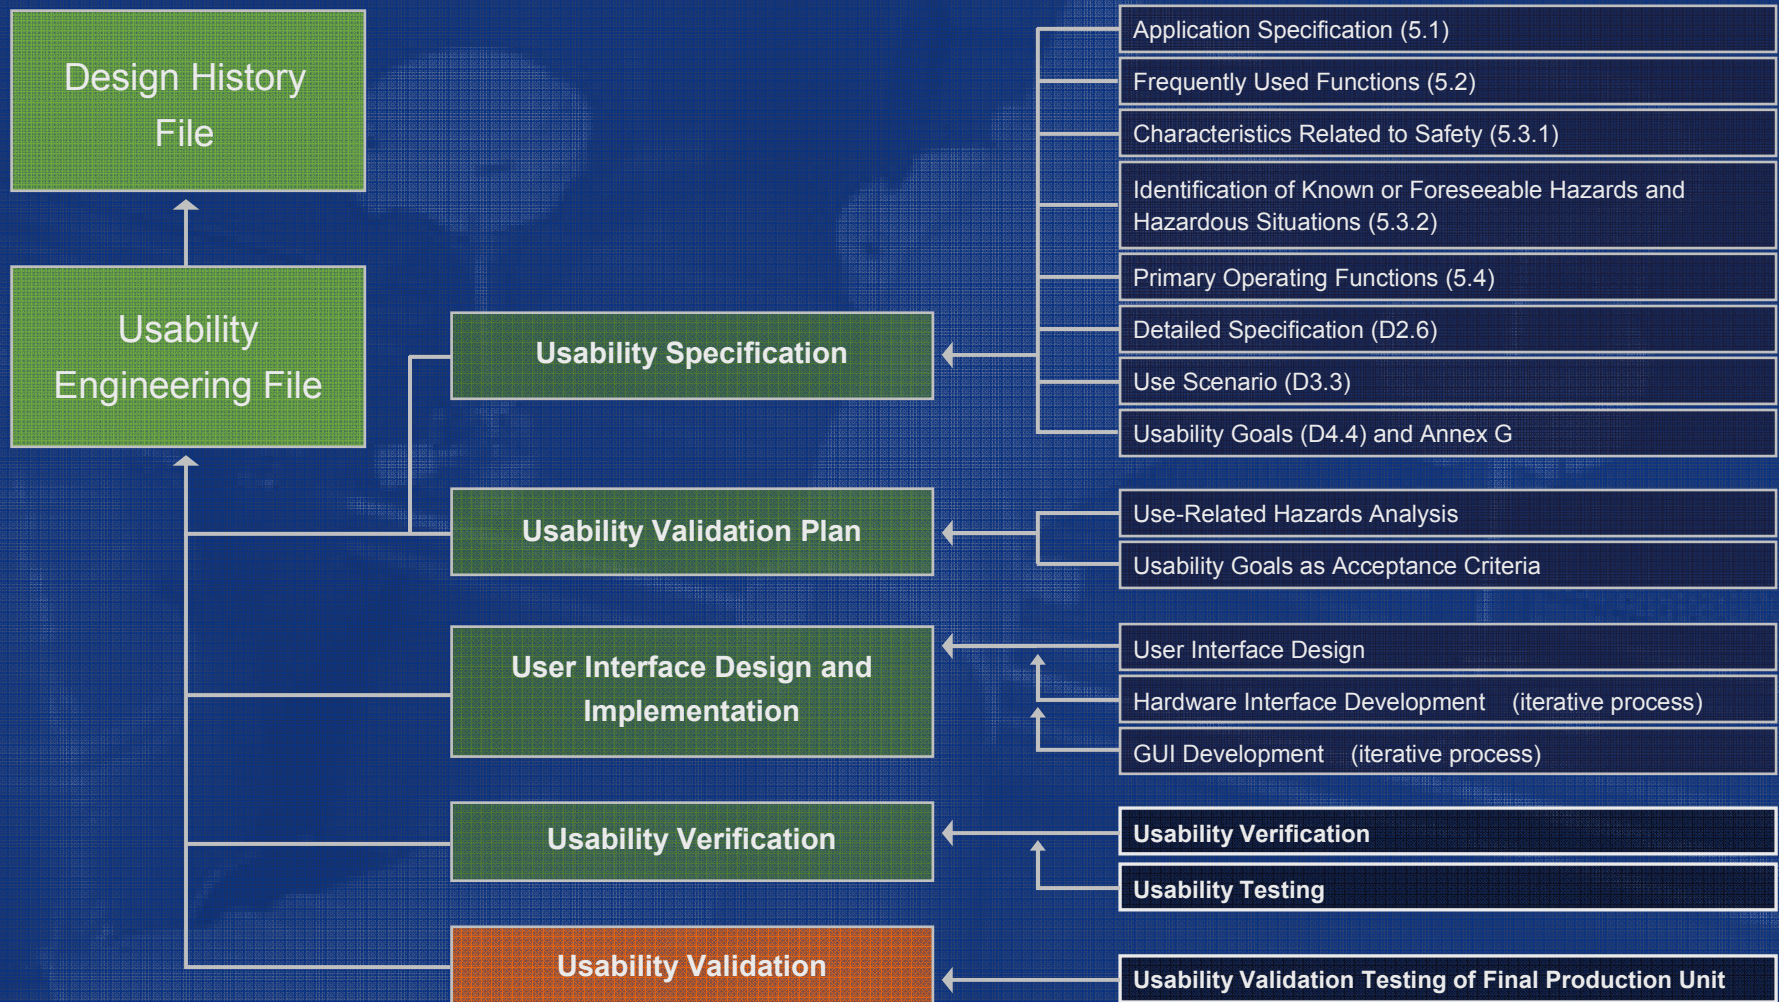 Design History
File
Usability
Engineering File
Usability Specification
Usability Validation Plan
User Interface Design and
Implementation
Usability Verification
Usability Validation
Application Specification (5.1)
Frequently Used Functions (5.2)
Characteristics Related to Safety (5.3.1)
Identification of Known or Foreseeable Hazards and
Hazardous Situations (5.3.2)
Primary Operating Functions (5.4)
Detailed Specification (D2.6)
Use Scenario (D3.3)
Usability Goals (D4.4) and Annex G
Use-Related Hazards Analysis
Usability Goals as Acceptance Criteria
User Interface Design
Hardware Interface Development (iterative process)
GUI Development (iterative process)
Usability Verification
Usability Testing
Usability Validation Testing of Final Production Unit